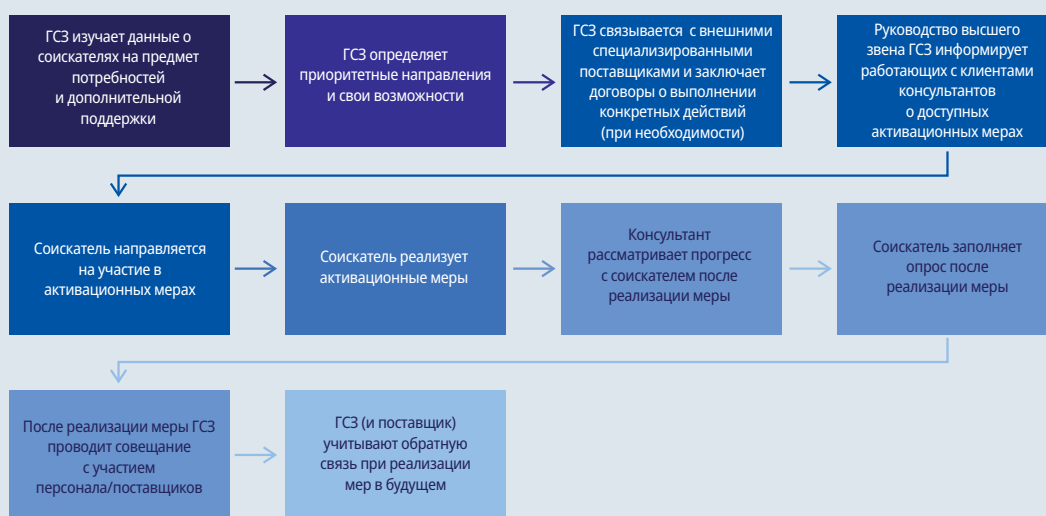 ГСЗ изучает данные о
соискателях на предмет
потребностей
и дополнительной
поддержки
ГСЗ определяет
приоритетные направления
и свои возможности
ГСЗ связывается с внешними
специализированными
поставщиками и заключает
договоры о выполнении
конкретных действий
(при необходимости)
Руководство высшего
звена ГСЗ информирует
работающих с клиентами
консультантов
о доступных
активационных мерах
Соискатель направляется
на участие в
активационных мерах
Соискатель реализует
активационные меры
Консультант
рассматривает прогресс
с соискателем после
реализации меры
Соискатель заполняет
опрос после
реализации меры
После реализации меры ГСЗ
проводит совещание
с участием
персонала/поставщиков
ГСЗ (и поставщик)
учитывают обратную
связь при реализации
мер в будущем